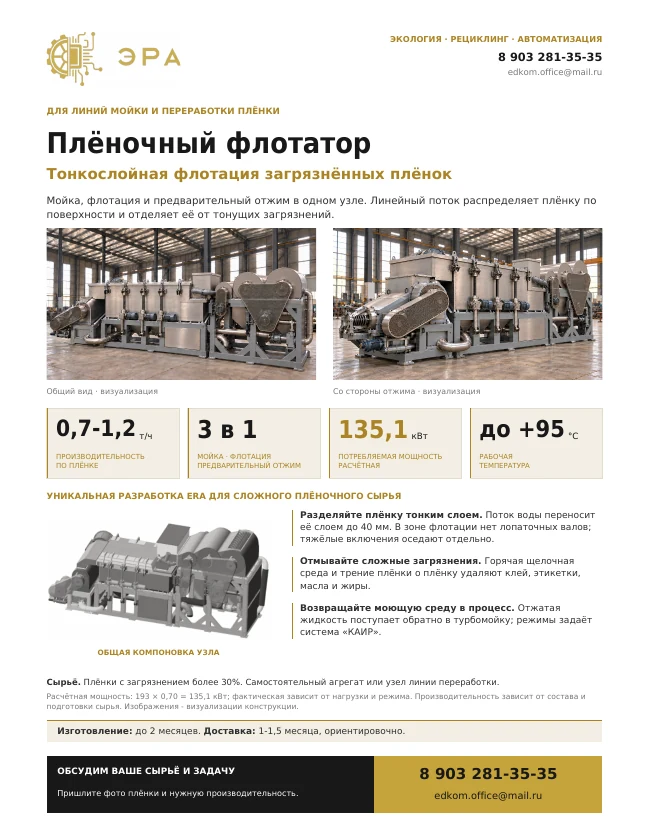 ЭРА
ЭКОЛОГИЯ · РЕЦИКЛИНГ · АВТОМАТИЗАЦИЯ
8 903 281-35-35
edkom.office@mail.ru
ДЛЯ ЛИНИЙ МОЙКИ И ПЕРЕРАБОТКИ ПЛЁНКИ
Плёночный флотатор
Тонкослойная флотация загрязнённых плёнок
Мойка, флотация и предварительный отжим в одном узле. Линейный поток распределяет плёнку по
поверхности и отделяет её от тонущих загрязнений.
Общий вид · визуализация
Со стороны отжима · визуализация
0,7-1,2 т/ч
ПРОИЗВОДИТЕЛЬНОСТЬ
ПО ПЛЁНКЕ
3 в 1
МОЙКА · ФЛОТАЦИЯ
ПРЕДВАРИТЕЛЬНЫЙ ОТЖИМ
135,1 кВт
ПОТРЕБЛЯЕМАЯ МОЩНОСТЬ
РАСЧЁТНАЯ
до +95 °C
РАБОЧАЯ
ТЕМПЕРАТУРА
УНИКАЛЬНАЯ РАЗРАБОТКА ERA ДЛЯ СЛОЖНОГО ПЛЁНОЧНОГО СЫРЬЯ
Разделяйте плёнку тонким слоем. Поток воды переносит
её слоем до 40 мм. В зоне флотации нет лопаточных валов;
тяжёлые включения оседают отдельно.
Отмывайте сложные загрязнения. Горячая щелочная
среда и трение плёнки о плёнку удаляют клей, этикетки,
масла и жиры.
Возвращайте моющую среду в процесс. Отжатая
жидкость поступает обратно в турбомойку; режимы задаёт
система «КАИР».
ОБЩАЯ КОМПОНОВКА УЗЛА
Сырьё. Плёнки с загрязнением более 30%. Самостоятельный агрегат или узел линии переработки.
Расчётная мощность: 193 × 0,70 = 135,1 кВт; фактическая зависит от нагрузки и режима. Производительность зависит от состава и
подготовки сырья. Изображения - визуализации конструкции.
Изготовление: до 2 месяцев. Доставка: 1-1,5 месяца, ориентировочно.
ОБСУДИМ ВАШЕ СЫРЬЁ И ЗАДАЧУ
Пришлите фото плёнки и нужную производительность.
8 903 281-35-35
edkom.office@mail.ru